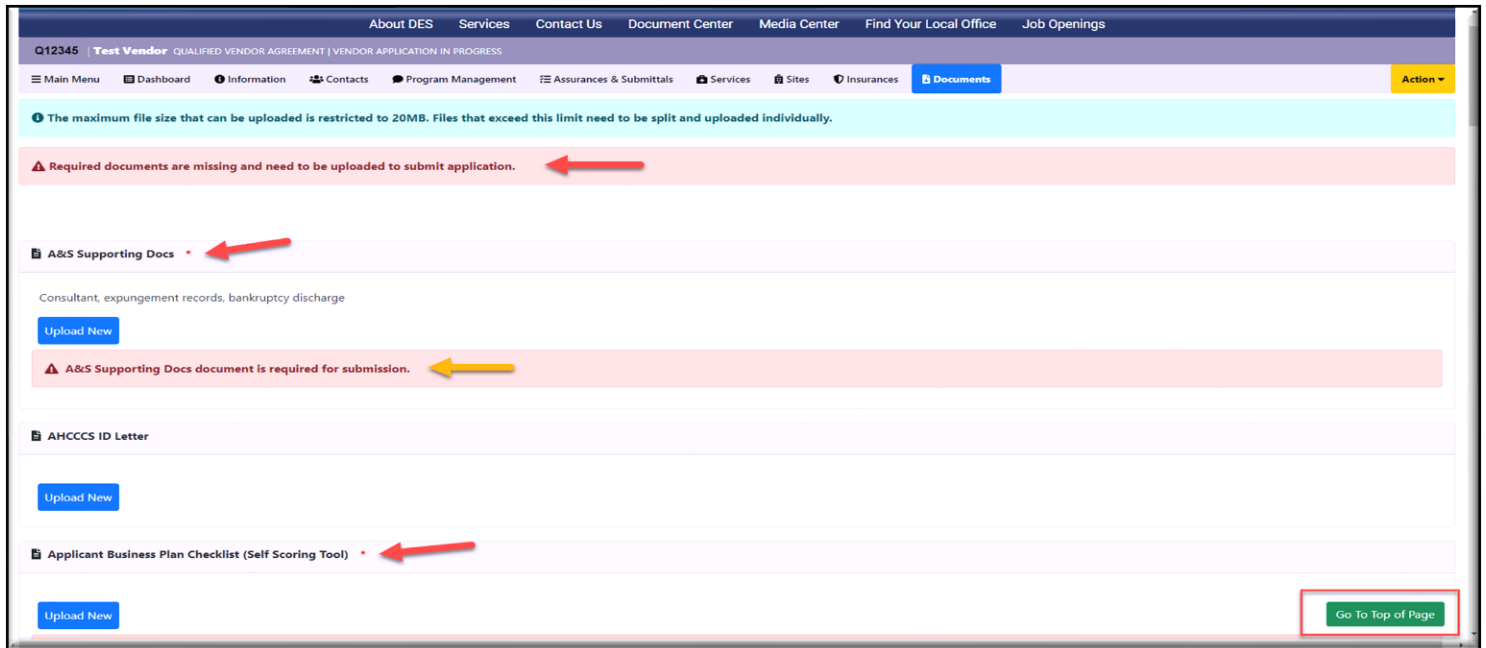 About DES Services Contact Us Document Center Media Center Find Your Local Office Job Openings
Q12345 | Test Vendor QUALIFIED VENDOR AGREEMENT | VENDOR APPLICATION IN PROGRESS
Main Menu Dashboard Information Contacts Program Management Assurances & Submittals Services Sites Insurances Documents Action
The maximum file size that can be uploaded is restricted to 20MB. Files that exceed this limit need to be split and uploaded individually.
Required documents are missing and need to be uploaded to submit application.
A&S Supporting Docs *
Consultant, expungement records, bankruptcy discharge
Upload New
A&S Supporting Docs document is required for submission.
AHCCCS ID Letter
Upload New
Applicant Business Plan Checklist (Self Scoring Tool) *
Upload New Go To Top of Page